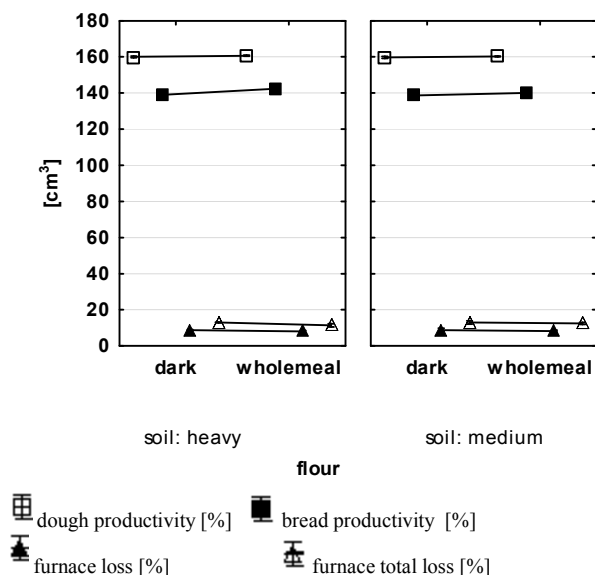 [cm³]
180
160
140
120
100
80
60
40
20
0
dark wholemeal dark wholemeal
soil: heavy soil: medium
flour
dough productivity [%] bread productivity [%]
furnace loss [%] furnace total loss [%]